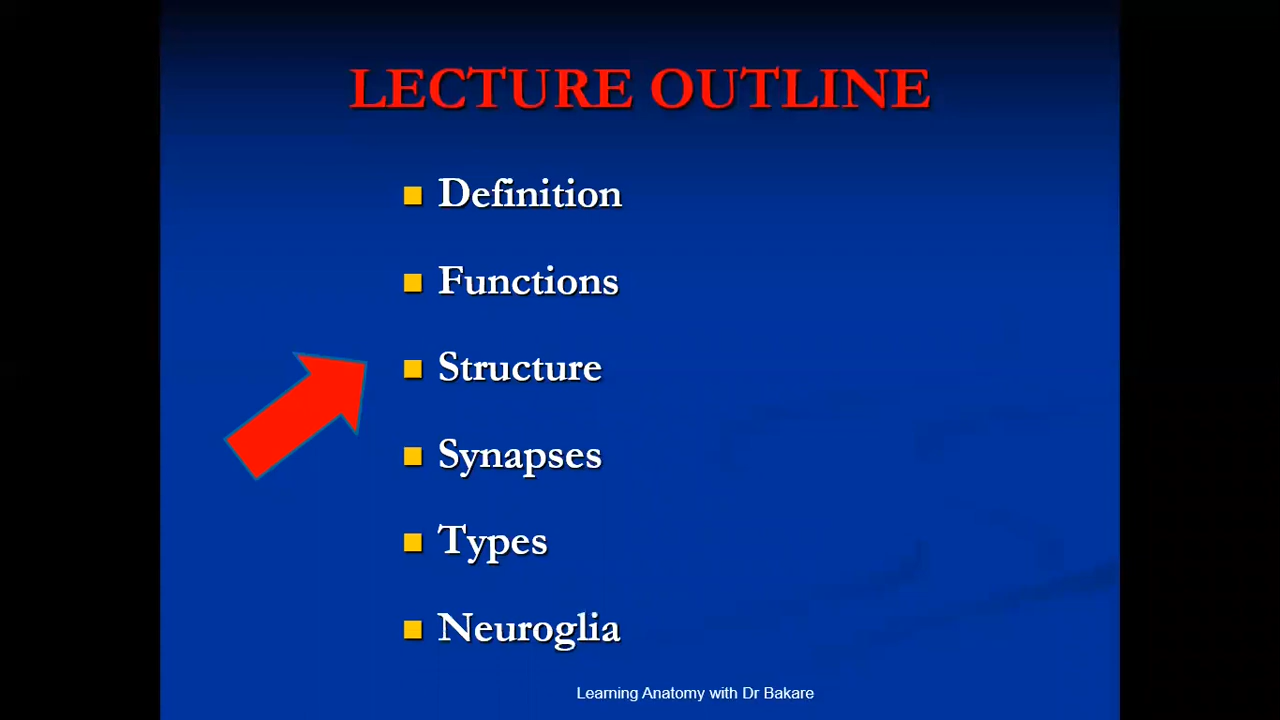 LECTURE OUTLINE
Definition
Functions
Structure
Synapses
Types
Neuroglia
Learning Anatomy with Dr Bakare